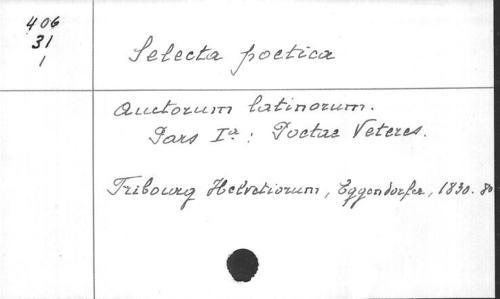 406
31
1
Selecta poetica
Auctorum latinorum.
Pars Iª: Poetae Veteres.
Fribourg Helvetiorum, Eggendorfer, 1830. 8º